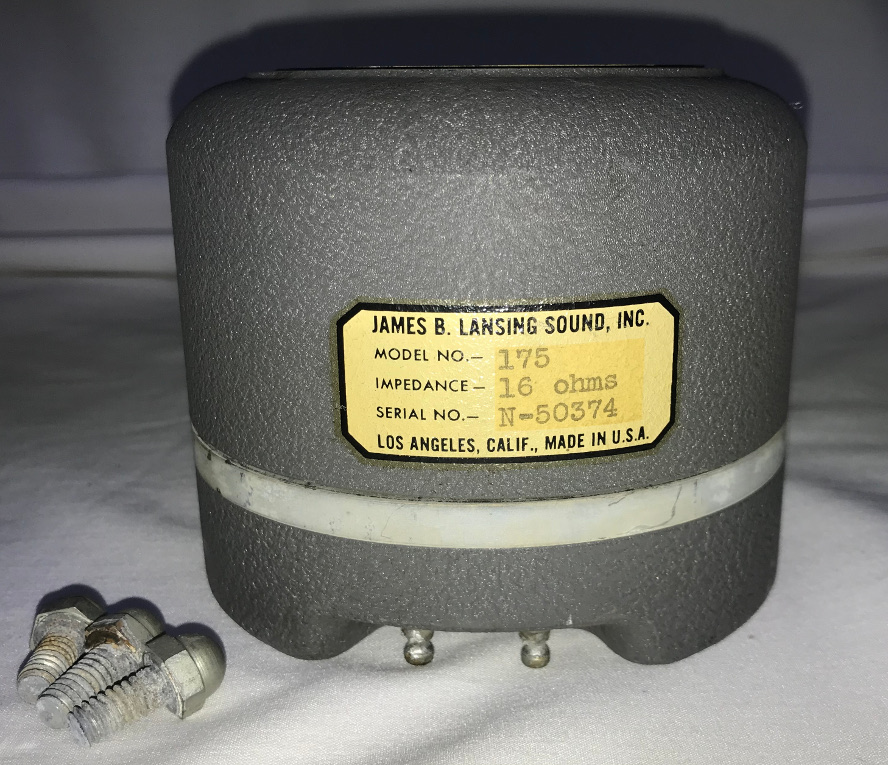 JAMES B. LANSING SOUND, INC.
MODEL NO.– 175
IMPEDANCE – 16 ohms
SERIAL NO.– N-50374
LOS ANGELES, CALIF., MADE IN U.S.A.